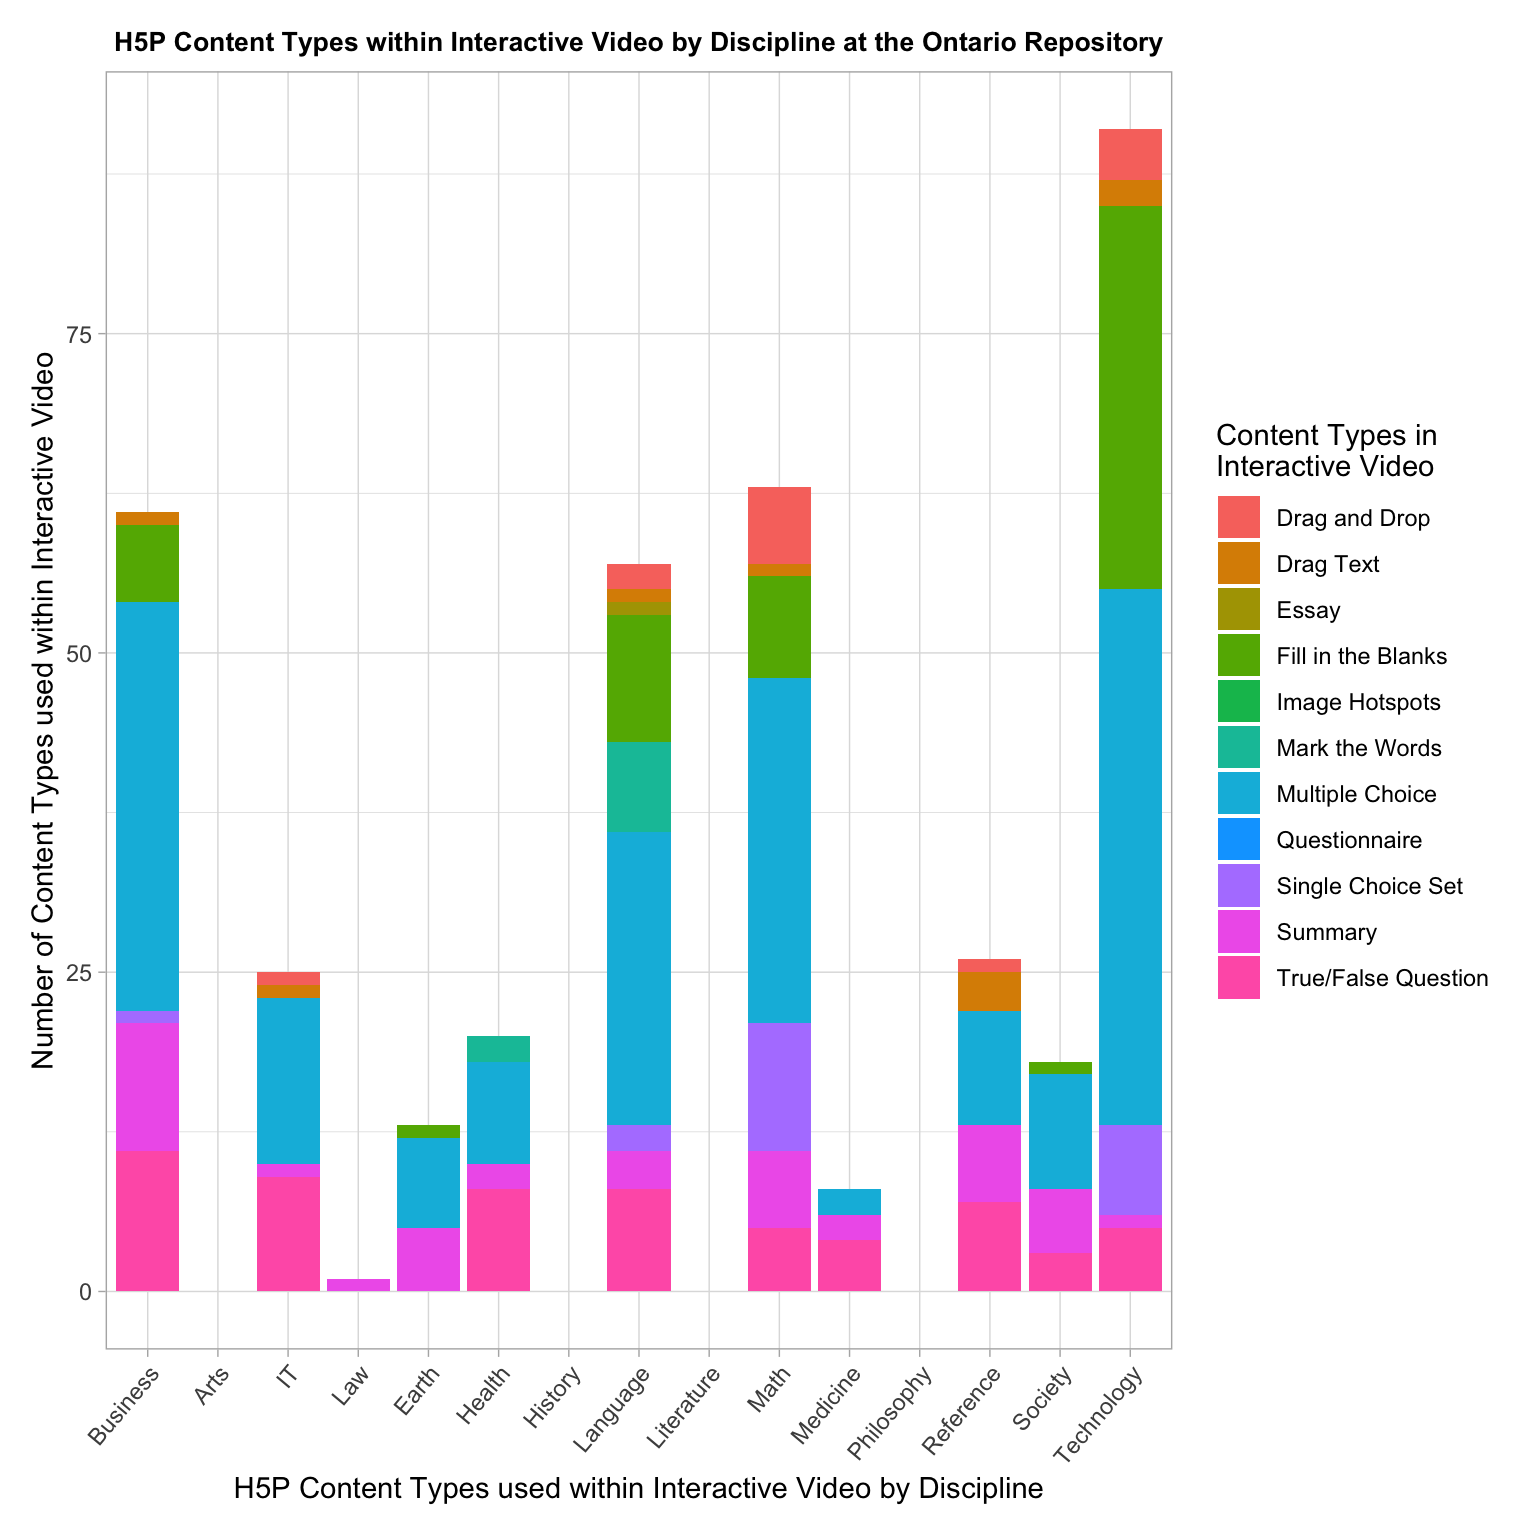 H5P Content Types within Interactive Video by Discipline at the Ontario Repository
Number of Content Types used within Interactive Video
75
50
25
0
Business
Arts
IT
Law
Earth
Health
History
Language
Literature
Math
Medicine
Philosophy
Reference
Society
Technology
H5P Content Types used within Interactive Video by Discipline
Content Types in
Interactive Video
Drag and Drop
Drag Text
Essay
Fill in the Blanks
Image Hotspots
Mark the Words
Multiple Choice
Questionnaire
Single Choice Set
Summary
True/False Question